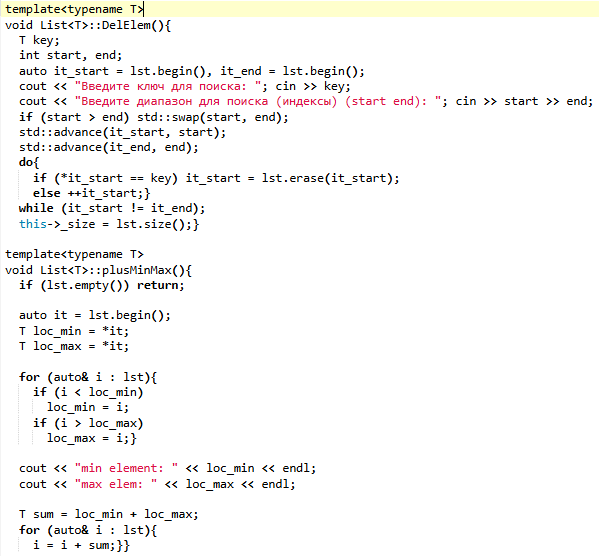 template<typename T>
void List<T>::DelElem(){
  T key;
  int start, end;
  auto it_start = lst.begin(), it_end = lst.begin();
  cout << "Введите ключ для поиска: "; cin >> key;
  cout << "Введите диапазон для поиска (индексы) (start end): "; cin >> start >> end;
  if (start > end) std::swap(start, end);
  std::advance(it_start, start);
  std::advance(it_end, end);
  do{
    if (*it_start == key) it_start = lst.erase(it_start);
    else ++it_start;}
  while (it_start != it_end);
  this->_size = lst.size();}

template<typename T>
void List<T>::plusMinMax(){
  if (lst.empty()) return;

  auto it = lst.begin();
  T loc_min = *it;
  T loc_max = *it;

  for (auto& i : lst){
    if (i < loc_min)
      loc_min = i;
    if (i > loc_max)
      loc_max = i;}

  cout << "min element: " << loc_min << endl;
  cout << "max elem: " << loc_max << endl;

  T sum = loc_min + loc_max;
  for (auto& i : lst){
    i = i + sum;}}